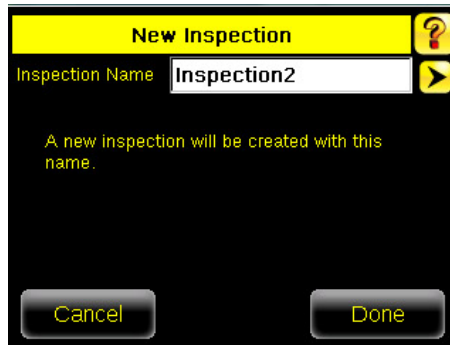 New Inspection
?
Inspection Name Inspection2
A new inspection will be created with this
name.
Cancel Done